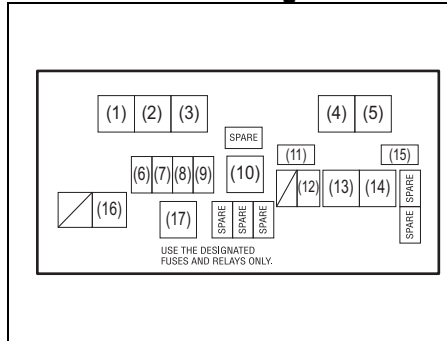 (1) (2) (3) (4) (5)
SPARE
(11) (15)
(6) (7) (8) (9) (10)
(12) (13) (14) SPARE
(16) (17) SPARE SPARE SPARE SPARE
USE THE DESIGNATED
FUSES AND RELAYS ONLY.